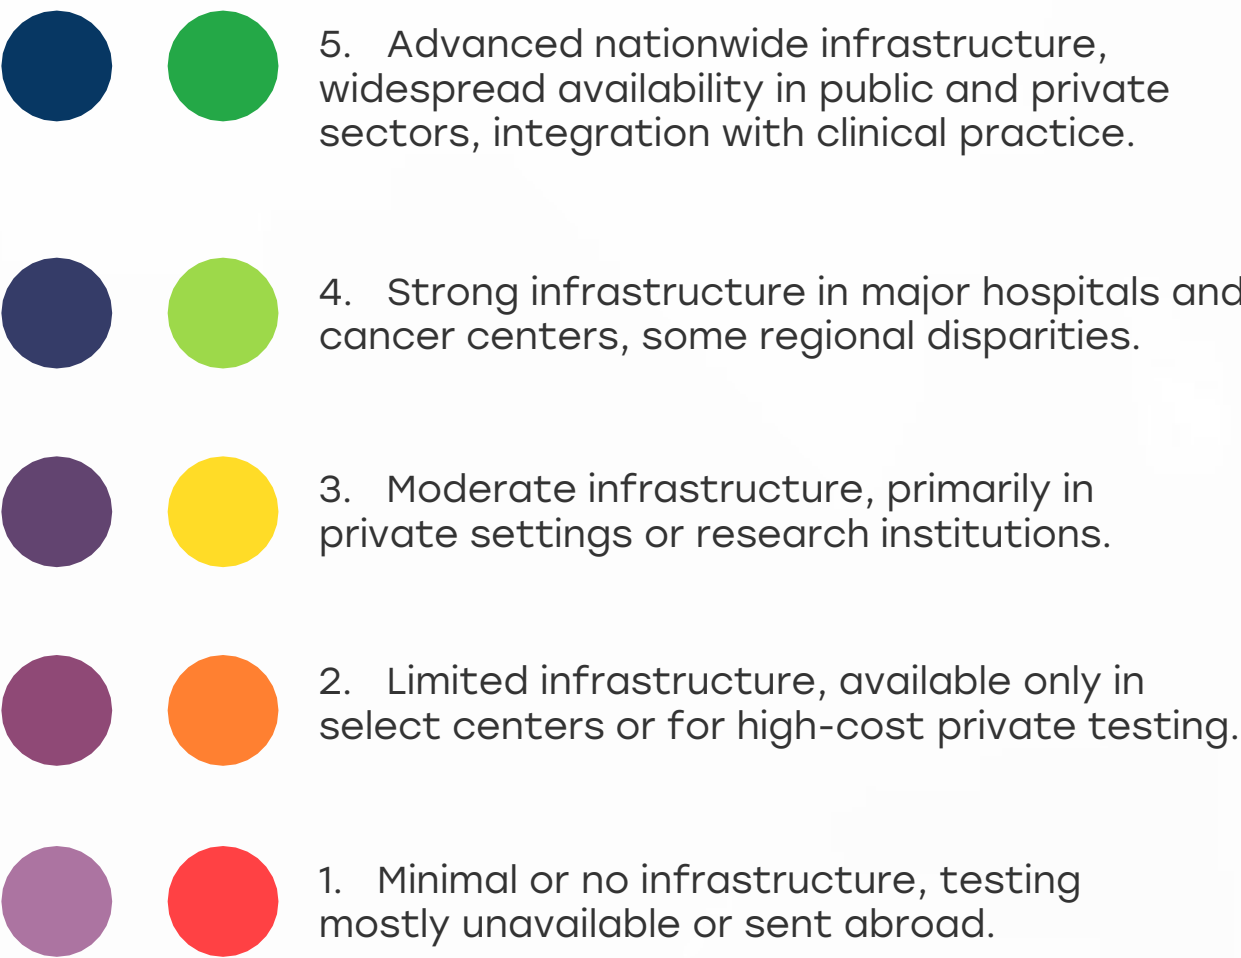 5. Advanced nationwide infrastructure,
widespread availability in public and private
sectors, integration with clinical practice.
4. Strong infrastructure in major hospitals and
cancer centers, some regional disparities.
3. Moderate infrastructure, primarily in
private settings or research institutions.
2. Limited infrastructure, available only in
select centers or for high-cost private testing.
1. Minimal or no infrastructure, testing
mostly unavailable or sent abroad.